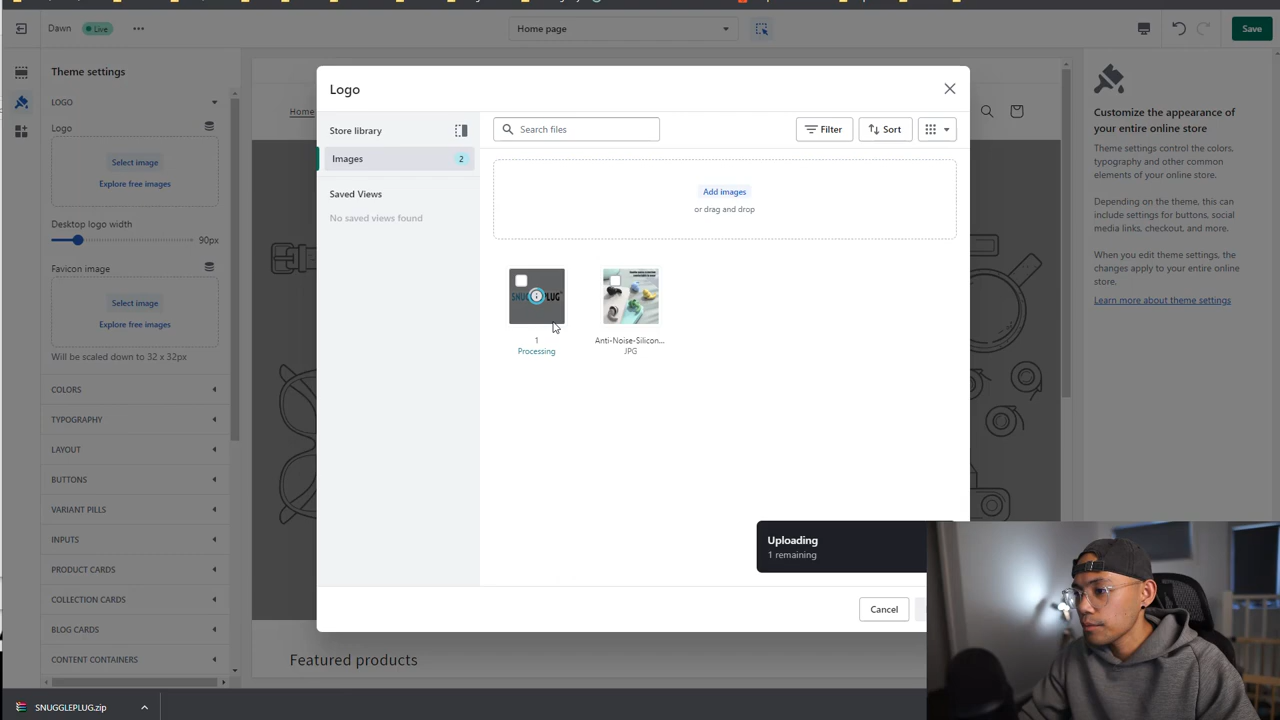 Dawn
Live
Home page
Save
Theme settings
LOGO
Logo
Select image
Explore free images
Desktop logo width
90px
Favicon image
Select image
Explore free images
Will be scaled down to 32 x 32px
COLORS
TYPOGRAPHY
LAYOUT
BUTTONS
VARIANT PILLS
INPUTS
PRODUCT CARDS
COLLECTION CARDS
BLOG CARDS
CONTENT CONTAINERS
Home
Logo
Store library
Images
2
Saved Views
No saved views found
Search files
Filter
Sort
Add images
or drag and drop
1
Processing
Anti-Noise-Silicon...
JPG
Uploading
1 remaining
Cancel
Featured products
Customize the appearance of
your entire online store
Theme settings control the colors,
typography and other common
elements of your online store.
Depending on the theme, this can
include settings for buttons, social
media links, checkout, and more.
When you edit theme settings, the
changes apply to your entire online
store.
Learn more about theme settings
SNUGGLEPLUG.zip